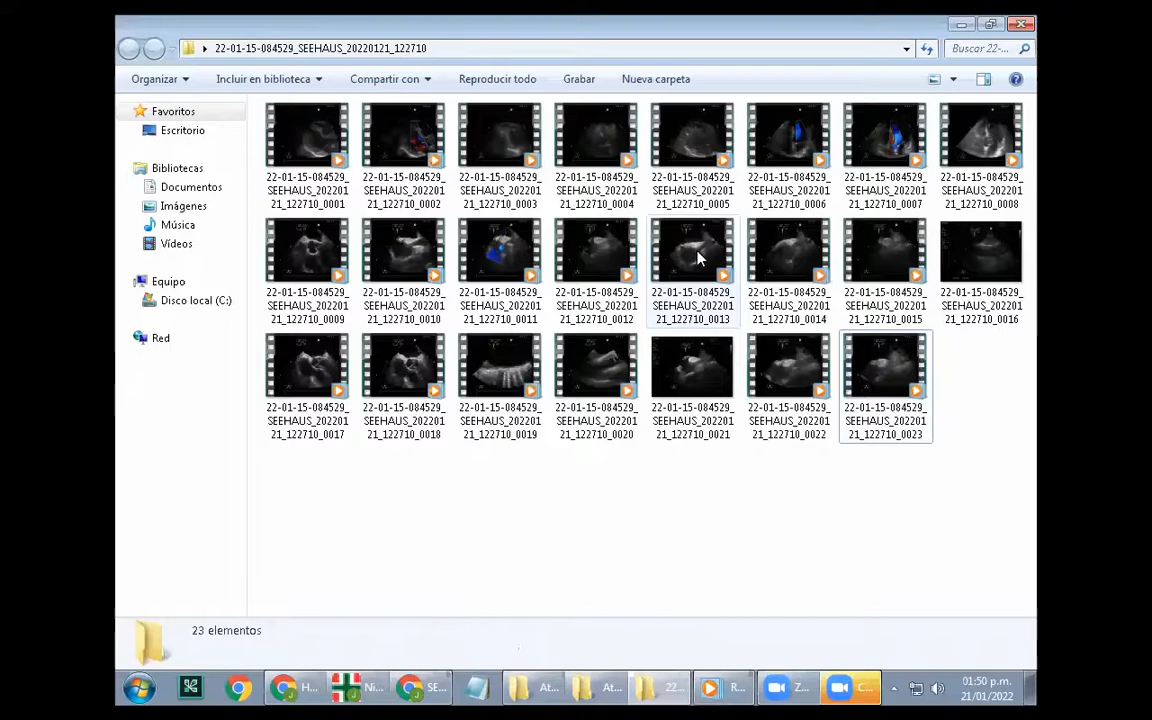 22-01-15-084529_SEEHAUS_20220121_122710
Buscar 22-...
Organizar
Incluir en biblioteca
Compartir con
Reproducir todo
Grabar
Nueva carpeta
Favoritos
Escritorio
Bibliotecas
Documentos
Imágenes
Música
Vídeos
Equipo
Disco local (C:)
Red
22-01-15-084529_
SEEHAUS_202201
21_122710_0001
22-01-15-084529_
SEEHAUS_202201
21_122710_0002
22-01-15-084529_
SEEHAUS_202201
21_122710_0003
22-01-15-084529_
SEEHAUS_202201
21_122710_0004
22-01-15-084529_
SEEHAUS_202201
21_122710_0005
22-01-15-084529_
SEEHAUS_202201
21_122710_0006
22-01-15-084529_
SEEHAUS_202201
21_122710_0007
22-01-15-084529_
SEEHAUS_202201
21_122710_0008
22-01-15-084529_
SEEHAUS_202201
21_122710_0009
22-01-15-084529_
SEEHAUS_202201
21_122710_0010
22-01-15-084529_
SEEHAUS_202201
21_122710_0011
22-01-15-084529_
SEEHAUS_202201
21_122710_0012
22-01-15-084529_
SEEHAUS_202201
21_122710_0013
22-01-15-084529_
SEEHAUS_202201
21_122710_0014
22-01-15-084529_
SEEHAUS_202201
21_122710_0015
22-01-15-084529_
SEEHAUS_202201
21_122710_0016
22-01-15-084529_
SEEHAUS_202201
21_122710_0017
22-01-15-084529_
SEEHAUS_202201
21_122710_0018
22-01-15-084529_
SEEHAUS_202201
21_122710_0019
22-01-15-084529_
SEEHAUS_202201
21_122710_0020
22-01-15-084529_
SEEHAUS_202201
21_122710_0021
22-01-15-084529_
SEEHAUS_202201
21_122710_0022
22-01-15-084529_
SEEHAUS_202201
21_122710_0023
23 elementos
H...
Ni...
SE...
At...
At...
22...
R...
Z...
C...
01:50 p.m.
21/01/2022